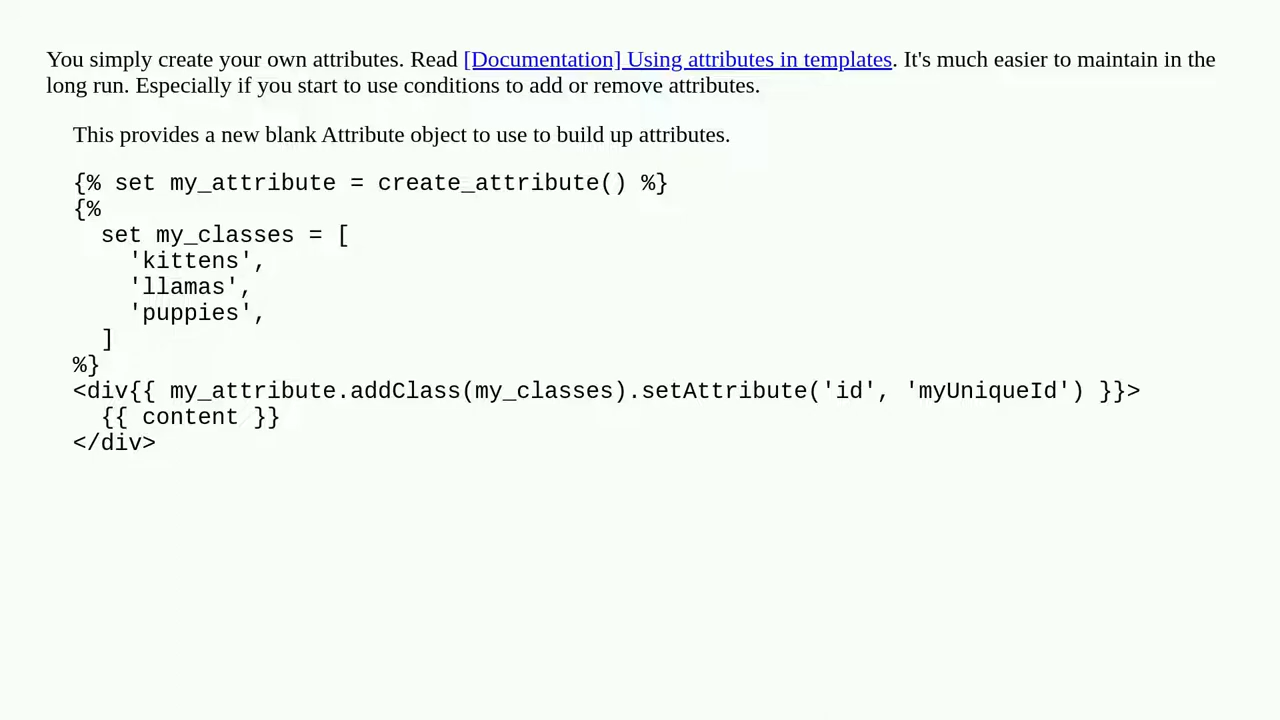 You simply create your own attributes. Read [Documentation] Using attributes in templates. It's much easier to maintain in the
long run. Especially if you start to use conditions to add or remove attributes.
This provides a new blank Attribute object to use to build up attributes.
{% set my_attribute = create_attribute() %}
{%
  set my_classes = [
    'kittens',
    'llamas',
    'puppies',
  ]
%}
<div{{ my_attribute.addClass(my_classes).setAttribute('id', 'myUniqueId') }}>
  {{ content }}
</div>